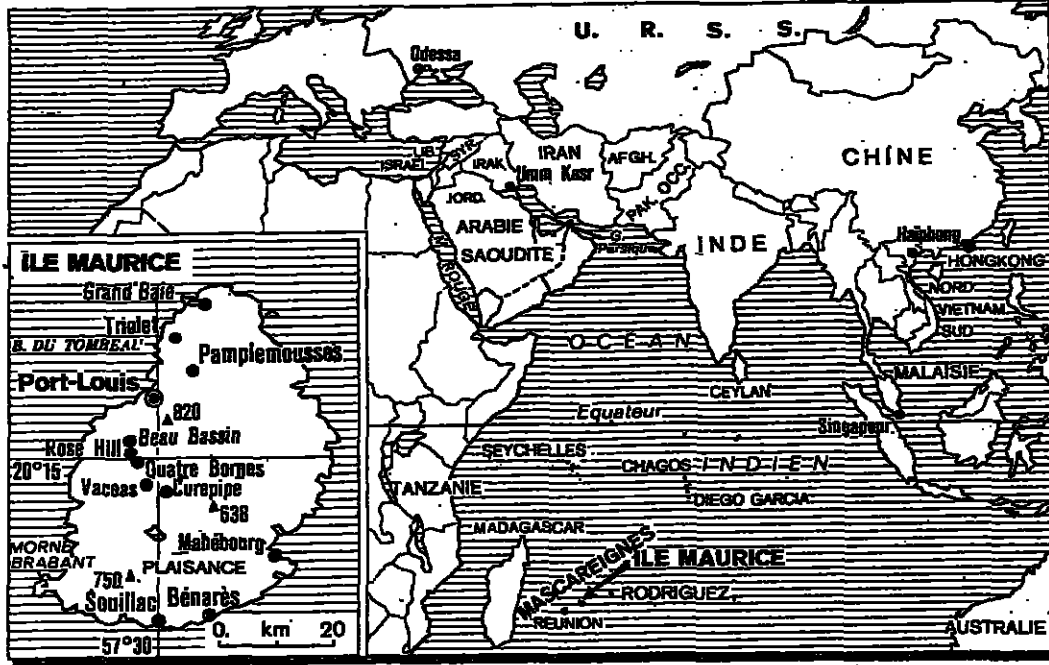 U. R. S. S.
Odessa
LIB.
SYR.
ISRAEL
IRAK
IRAN
AFGH.
CHINE
Umm Kasr
JORD.
PAK. OCC.
ARABIE
SAOUDITE
G. Persique
INDE
M. ROUGE
Haiphong
HONGKONG
NORD
VIETNAM
SUD
OCÉAN
MALAISIE
CEYLAN
Equateur
Singapour
SEYCHELLES
CHAGOS
INDIEN
TANZANIE
DIEGO GARCIA
MADAGASCAR
MASCAREIGNES
ÎLE MAURICE
RODRIGUEZ
REUNION
AUSTRALIE
ÎLE MAURICE
Grand Baie
Triolet
B. DU TOMBEAU
Pamplemousses
Port-Louis
820
Beau Bassin
Rose Hill
20°15
Quatre Bornes
Vacoas
Curepipe
638
Mahébourg
MORNE
BRABANT
PLAISANCE
750
Souillac
Bénarès
0. km 20
57°30